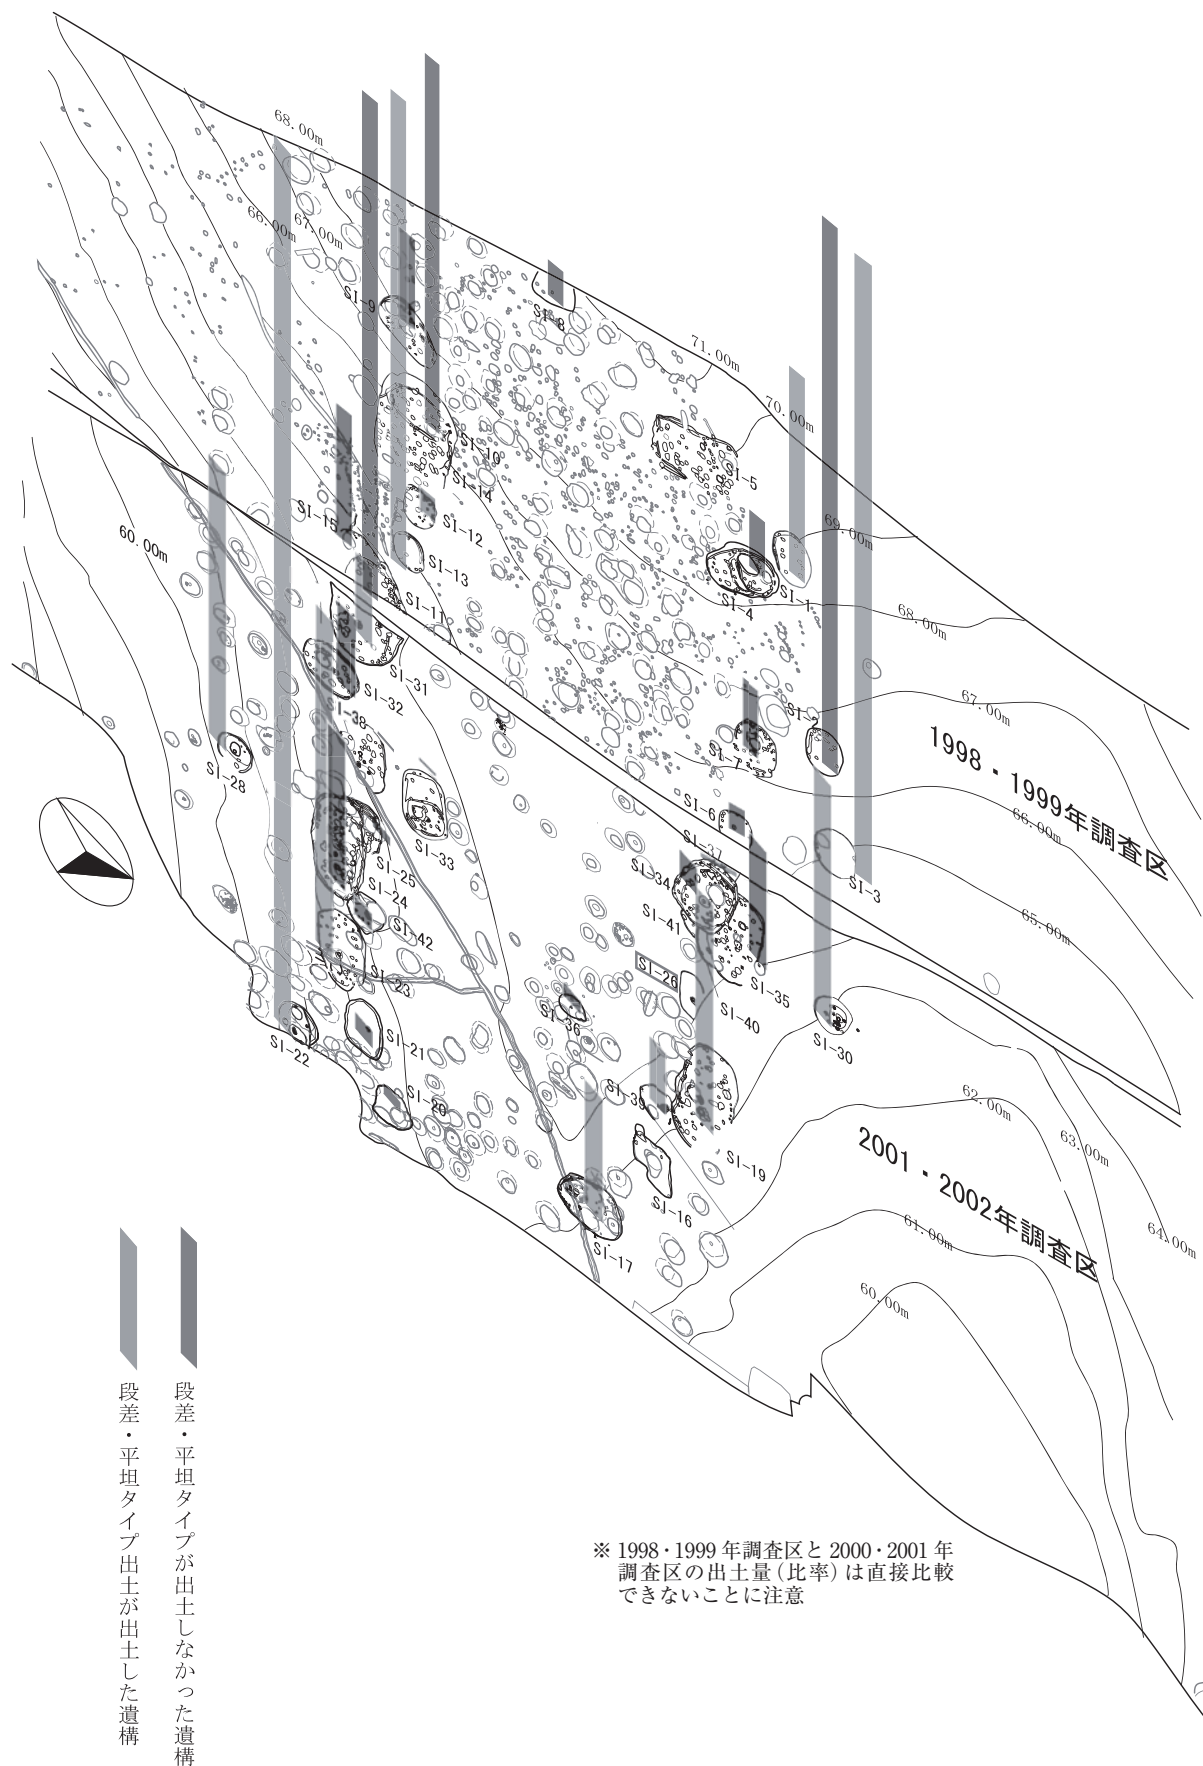 68.00m
66.00m
67.00m
SI-9
SI-8
71.00m
70.00m
SI-10
SI-14
SI-5
SI-15
SI-12
69.00m
60.00m
SI-13
SI-1
SI-4
SI-11
68.00m
SI-31
SI-32
67.00m
SI-38
SI-2
SI-7
1998・1999年調査区
SI-28
SI-6
66.00m
SI-33
SI-37
SI-25
SI-34
SI-3
SI-24
SI-41
65.00m
SI-42
SI-26
SI-23
SI-35
SI-36
SI-40
SI-21
SI-22
SI-30
SI-20
SI-39
62.00m
63.00m
SI-19
2001・2002年調査区
SI-16
61.00m
64.00m
SI-17
60.00m
段差・平坦タイプが出土しなかった遺構
段差・平坦タイプ出土が出土した遺構
※ 1998・1999 年調査区と 2000・2001 年
調査区の出土量（比率）は直接比較
できないことに注意